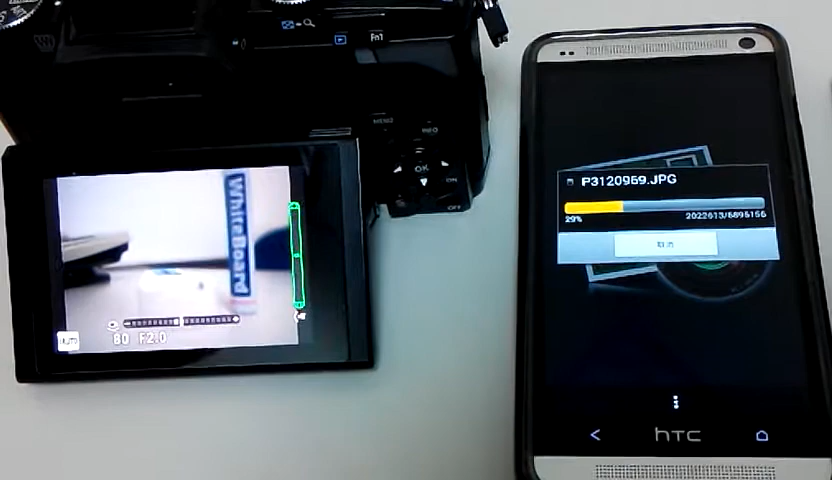 Fn1
MENU
INFO
OK
ON
OFF
WhiteBoard
80 F2.0
P3120969.JPG
29%
2022613/6895156
取消
hTC